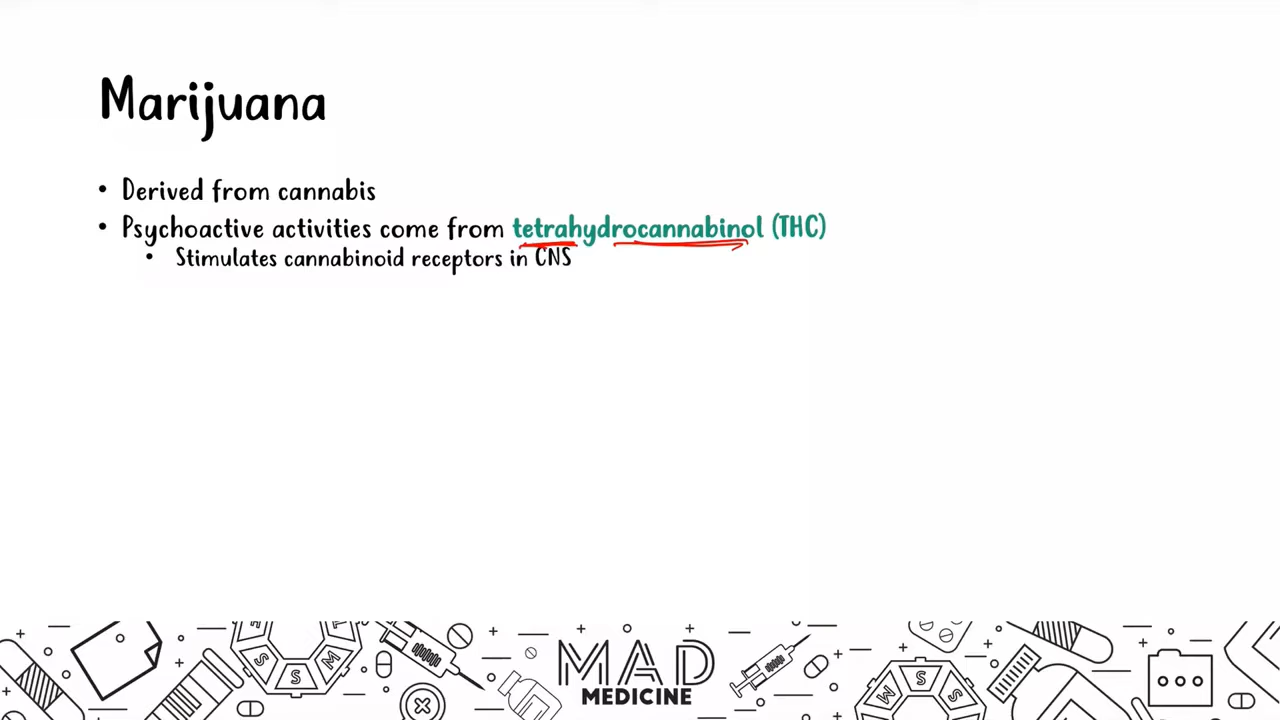 Marijuana
• Derived from cannabis
• Psychoactive activities come from tetrahydrocannabinol (THC)
• Stimulates cannabinoid receptors in CNS
S S M
MAD
MEDICINE
M S S